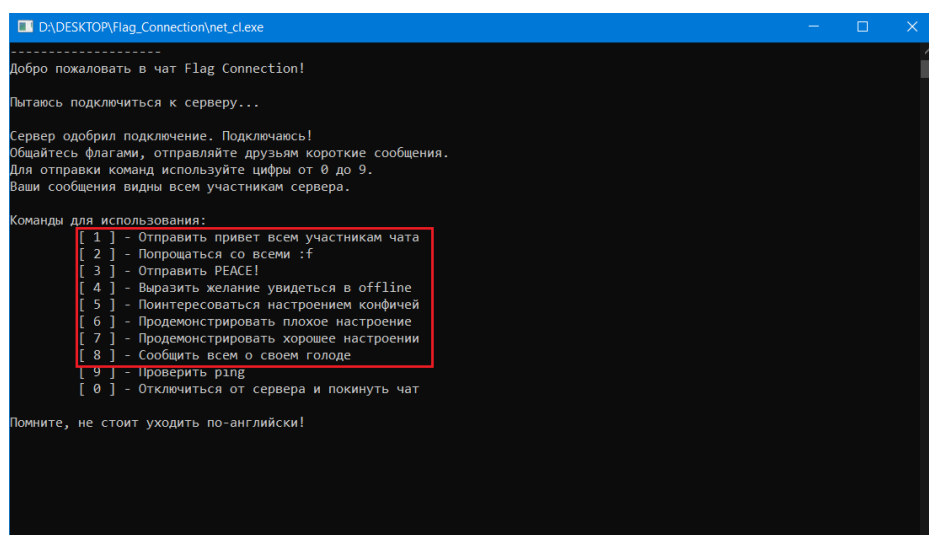 D:\DESKTOP\Flag_Connection\net_cl.exe
--------------------
Добро пожаловать в чат Flag Connection!
Пытаюсь подключиться к серверу...
Сервер одобрил подключение. Подключаюсь!
Общайтесь флагами, отправляйте друзьям короткие сообщения.
Для отправки команд используйте цифры от 0 до 9.
Ваши сообщения видны всем участникам сервера.
Команды для использования:
[ 1 ] - Отправить привет всем участникам чата
[ 2 ] - Попрощаться со всеми :f
[ 3 ] - Отправить PEACE!
[ 4 ] - Выразить желание увидеться в offline
[ 5 ] - Поинтересоваться настроением конфичей
[ 6 ] - Продемонстрировать плохое настроение
[ 7 ] - Продемонстрировать хорошее настроении
[ 8 ] - Сообщить всем о своем голоде
[ 9 ] - Проверить ping
[ 0 ] - Отключиться от сервера и покинуть чат
Помните, не стоит уходить по-английски!